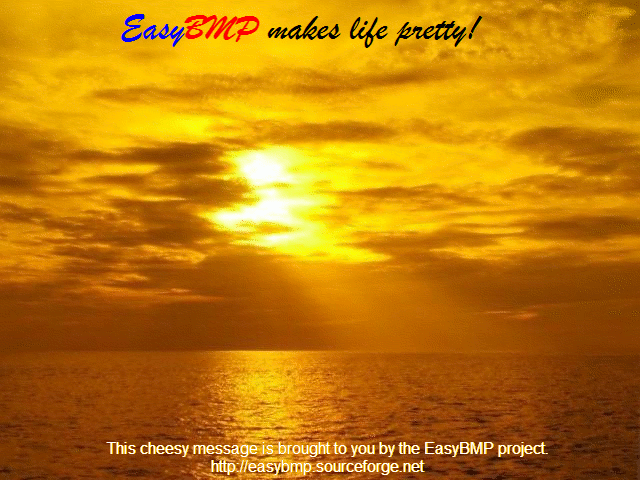 EasyBMP makes life pretty!
This cheesy message is brought to you by the EasyBMP project.
http://easybmp.sourceforge.net